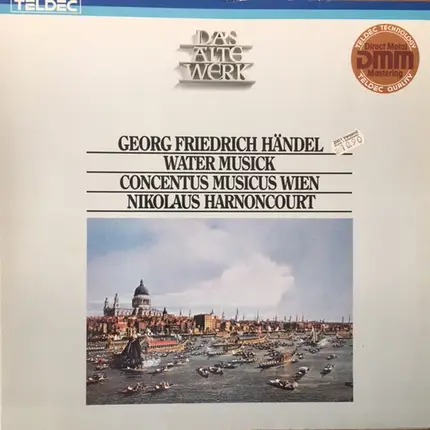 TELDEC
DAS
ALTE
WERK
TELDEC TECHNOLOGY
Direct Metal
DMM
Mastering
TELDEC QUALITY
GEORG FRIEDRICH HÄNDEL
WATER MUSICK
CONCENTUS MUSICUS WIEN
NIKOLAUS HARNONCOURT